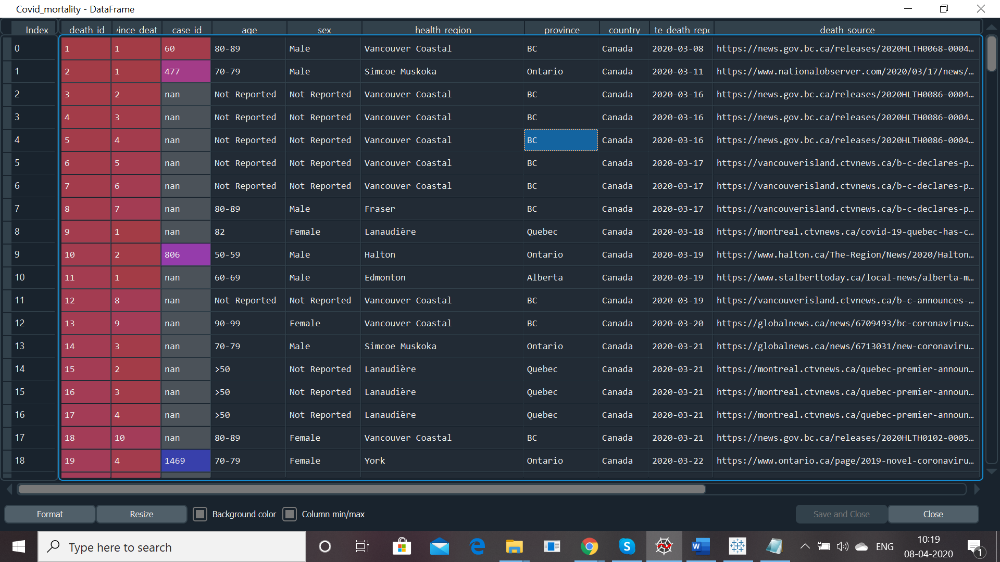 Covid_mortality - DataFrame
Index death_id vince_deat case_id age sex health_region province country te_death_repo death_source
0 1 1 60 80-89 Male Vancouver Coastal BC Canada 2020-03-08 https://news.gov.bc.ca/releases/2020HLTH0068-0004…
1 2 1 477 70-79 Male Simcoe Muskoka Ontario Canada 2020-03-11 https://www.nationalobserver.com/2020/03/17/news/…
2 3 2 nan Not Reported Not Reported Vancouver Coastal BC Canada 2020-03-16 https://news.gov.bc.ca/releases/2020HLTH0086-0004…
3 4 3 nan Not Reported Not Reported Vancouver Coastal BC Canada 2020-03-16 https://news.gov.bc.ca/releases/2020HLTH0086-0004…
4 5 4 nan Not Reported Not Reported Vancouver Coastal BC Canada 2020-03-16 https://news.gov.bc.ca/releases/2020HLTH0086-0004…
5 6 5 nan Not Reported Not Reported Vancouver Coastal BC Canada 2020-03-17 https://vancouverisland.ctvnews.ca/b-c-declares-p…
6 7 6 nan Not Reported Not Reported Vancouver Coastal BC Canada 2020-03-17 https://vancouverisland.ctvnews.ca/b-c-declares-p…
7 8 7 nan 80-89 Male Fraser BC Canada 2020-03-17 https://vancouverisland.ctvnews.ca/b-c-declares-p…
8 9 1 nan 82 Female Lanaudière Quebec Canada 2020-03-18 https://montreal.ctvnews.ca/covid-19-quebec-has-c…
9 10 2 806 50-59 Male Halton Ontario Canada 2020-03-19 https://www.halton.ca/The-Region/News/2020/Halton…
10 11 1 nan 60-69 Male Edmonton Alberta Canada 2020-03-19 https://www.stalberttoday.ca/local-news/alberta-m…
11 12 8 nan Not Reported Not Reported Vancouver Coastal BC Canada 2020-03-19 https://vancouverisland.ctvnews.ca/b-c-announces-…
12 13 9 nan 90-99 Female Vancouver Coastal BC Canada 2020-03-20 https://globalnews.ca/news/6709493/bc-coronavirus…
13 14 3 nan 70-79 Male Simcoe Muskoka Ontario Canada 2020-03-21 https://globalnews.ca/news/6713031/new-coronaviru…
14 15 2 nan >50 Not Reported Lanaudière Quebec Canada 2020-03-21 https://montreal.ctvnews.ca/quebec-premier-announ…
15 16 3 nan >50 Not Reported Lanaudière Quebec Canada 2020-03-21 https://montreal.ctvnews.ca/quebec-premier-announ…
16 17 4 nan >50 Not Reported Lanaudière Quebec Canada 2020-03-21 https://montreal.ctvnews.ca/quebec-premier-announ…
17 18 10 nan 80-89 Female Vancouver Coastal BC Canada 2020-03-21 https://news.gov.bc.ca/releases/2020HLTH0102-0005…
18 19 4 1469 70-79 Female York Ontario Canada 2020-03-22 https://www.ontario.ca/page/2019-novel-coronaviru…
Format Resize Background color Column min/max Save and Close Close
Type here to search
ENG 10:19
08-04-2020
1